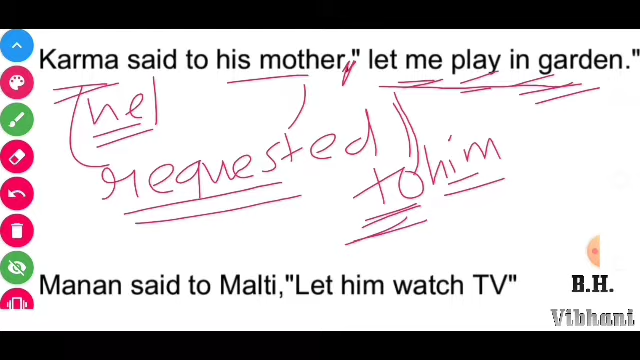 Karma said to his mother," let me play in garden."
he
requested to him
Manan said to Malti,"Let him watch TV"
B.H.
Vibhani